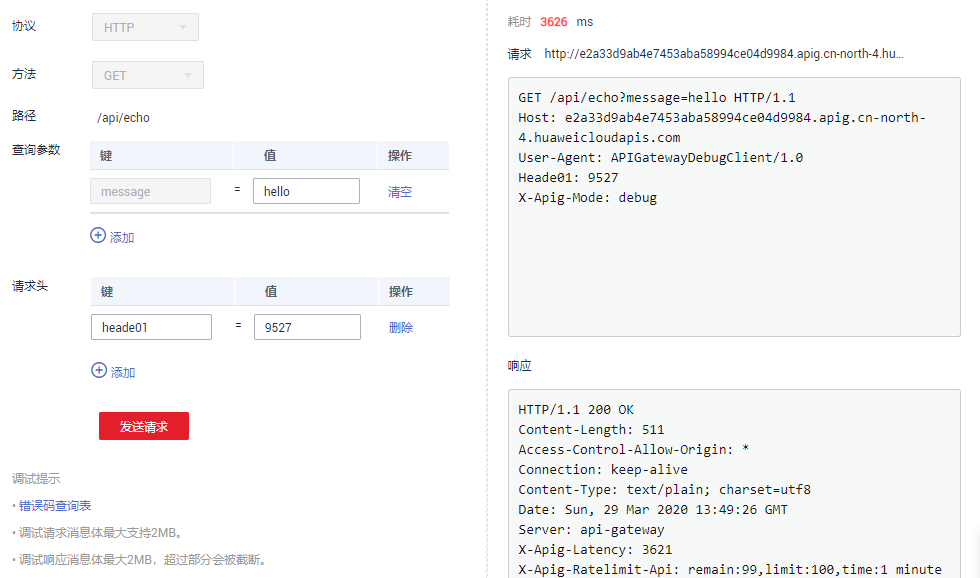 协议 HTTP
方法 GET
路径 /api/echo
查询参数 键 值 操作
message = hello 清空
添加
请求头 键 值 操作
heade01 = 9527 删除
添加
发送请求
调试提示
• 错误码查询表
• 调试请求消息体最大支持2MB。
• 调试响应消息体最大2MB，超过部分会被截断。
耗时 3626 ms
请求 http://e2a33d9ab4e7453aba58994ce04d9984.apig.cn-north-4.hu...
GET /api/echo?message=hello HTTP/1.1
Host: e2a33d9ab4e7453aba58994ce04d9984.apig.cn-north-
4.huaweicloudapis.com
User-Agent: APIGatewayDebugClient/1.0
Heade01: 9527
X-Apig-Mode: debug
响应
HTTP/1.1 200 OK
Content-Length: 511
Access-Control-Allow-Origin: *
Connection: keep-alive
Content-Type: text/plain; charset=utf8
Date: Sun, 29 Mar 2020 13:49:26 GMT
Server: api-gateway
X-Apig-Latency: 3621
X-Apig-Ratelimit-Api: remain:99,limit:100,time:1 minute